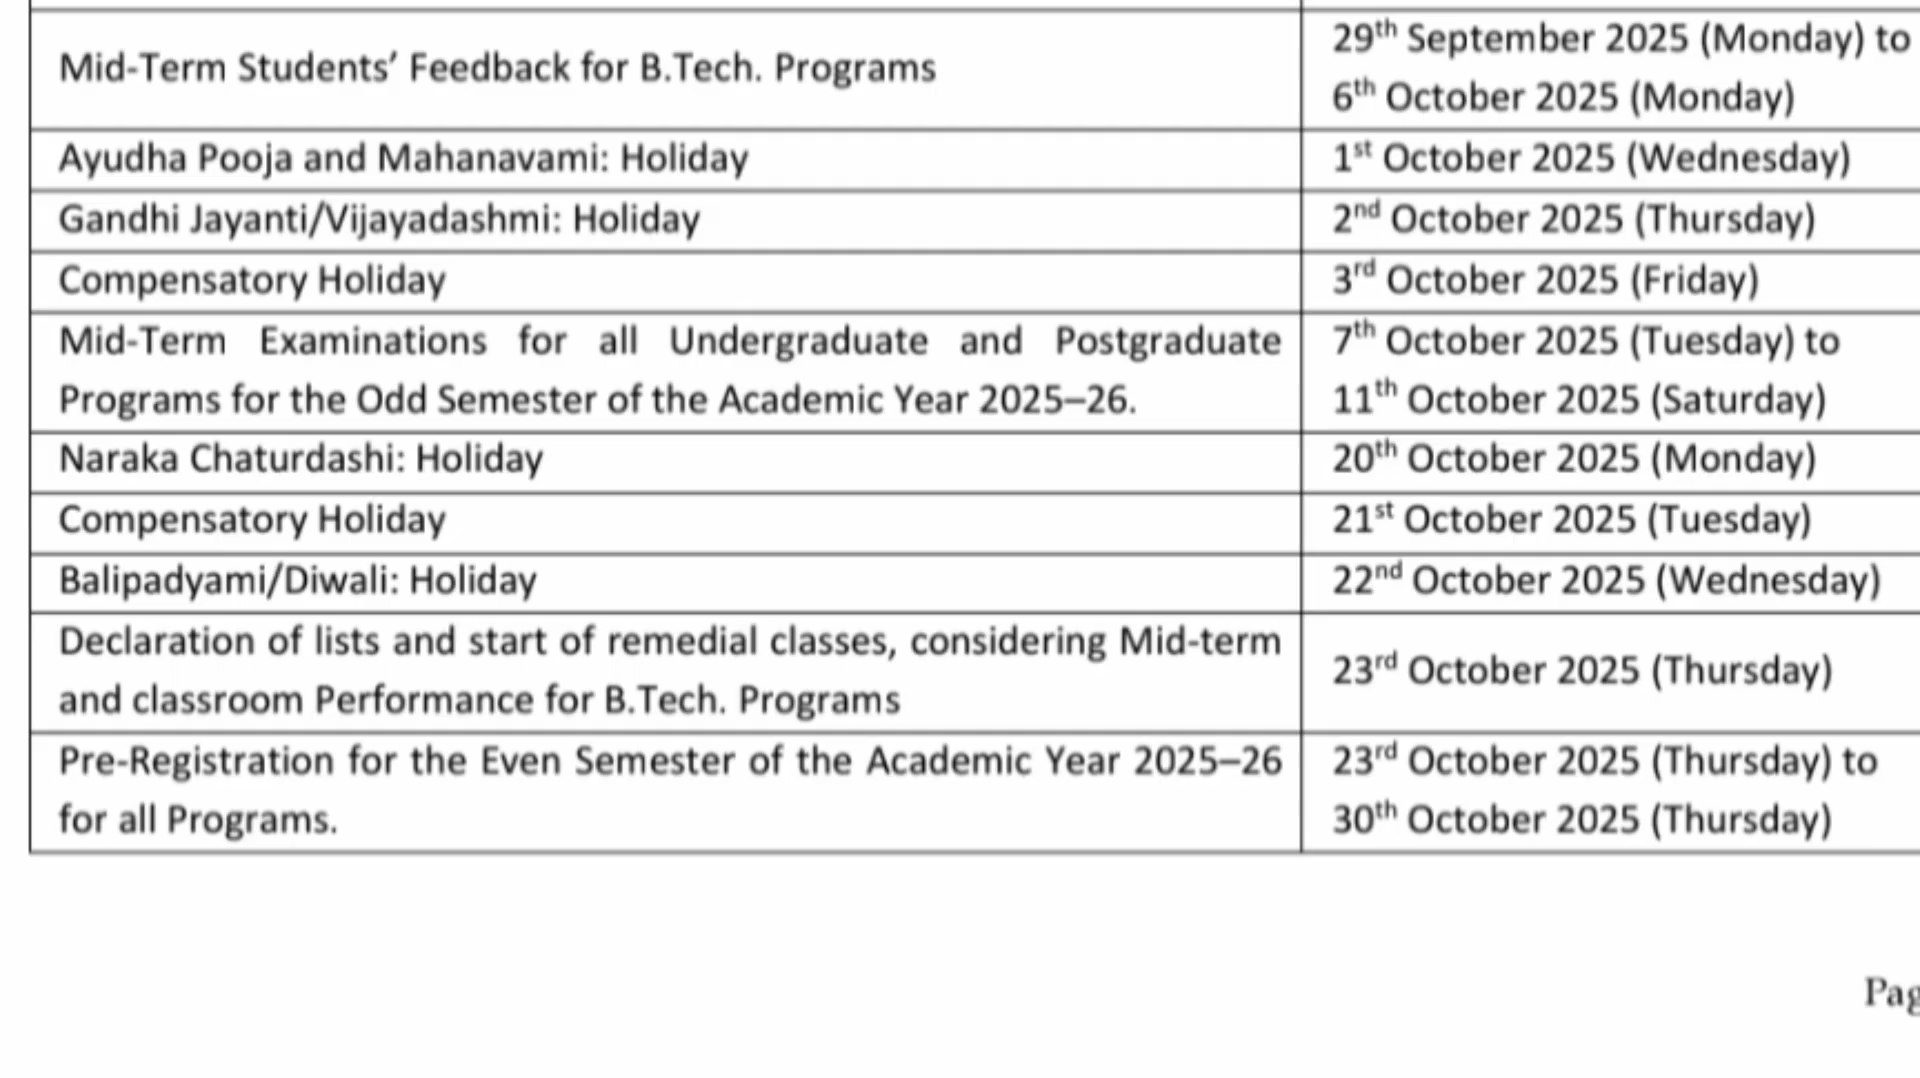 Mid-Term Students’ Feedback for B.Tech. Programs
29th September 2025 (Monday) to
6th October 2025 (Monday)
Ayudha Pooja and Mahanavami: Holiday
1st October 2025 (Wednesday)
Gandhi Jayanti/Vijayadashmi: Holiday
2nd October 2025 (Thursday)
Compensatory Holiday
3rd October 2025 (Friday)
Mid-Term Examinations for all Undergraduate and Postgraduate
Programs for the Odd Semester of the Academic Year 2025–26.
7th October 2025 (Tuesday) to
11th October 2025 (Saturday)
Naraka Chaturdashi: Holiday
20th October 2025 (Monday)
Compensatory Holiday
21st October 2025 (Tuesday)
Balipadyami/Diwali: Holiday
22nd October 2025 (Wednesday)
Declaration of lists and start of remedial classes, considering Mid-term
and classroom Performance for B.Tech. Programs
23rd October 2025 (Thursday)
Pre-Registration for the Even Semester of the Academic Year 2025–26
for all Programs.
23rd October 2025 (Thursday) to
30th October 2025 (Thursday)
Pag